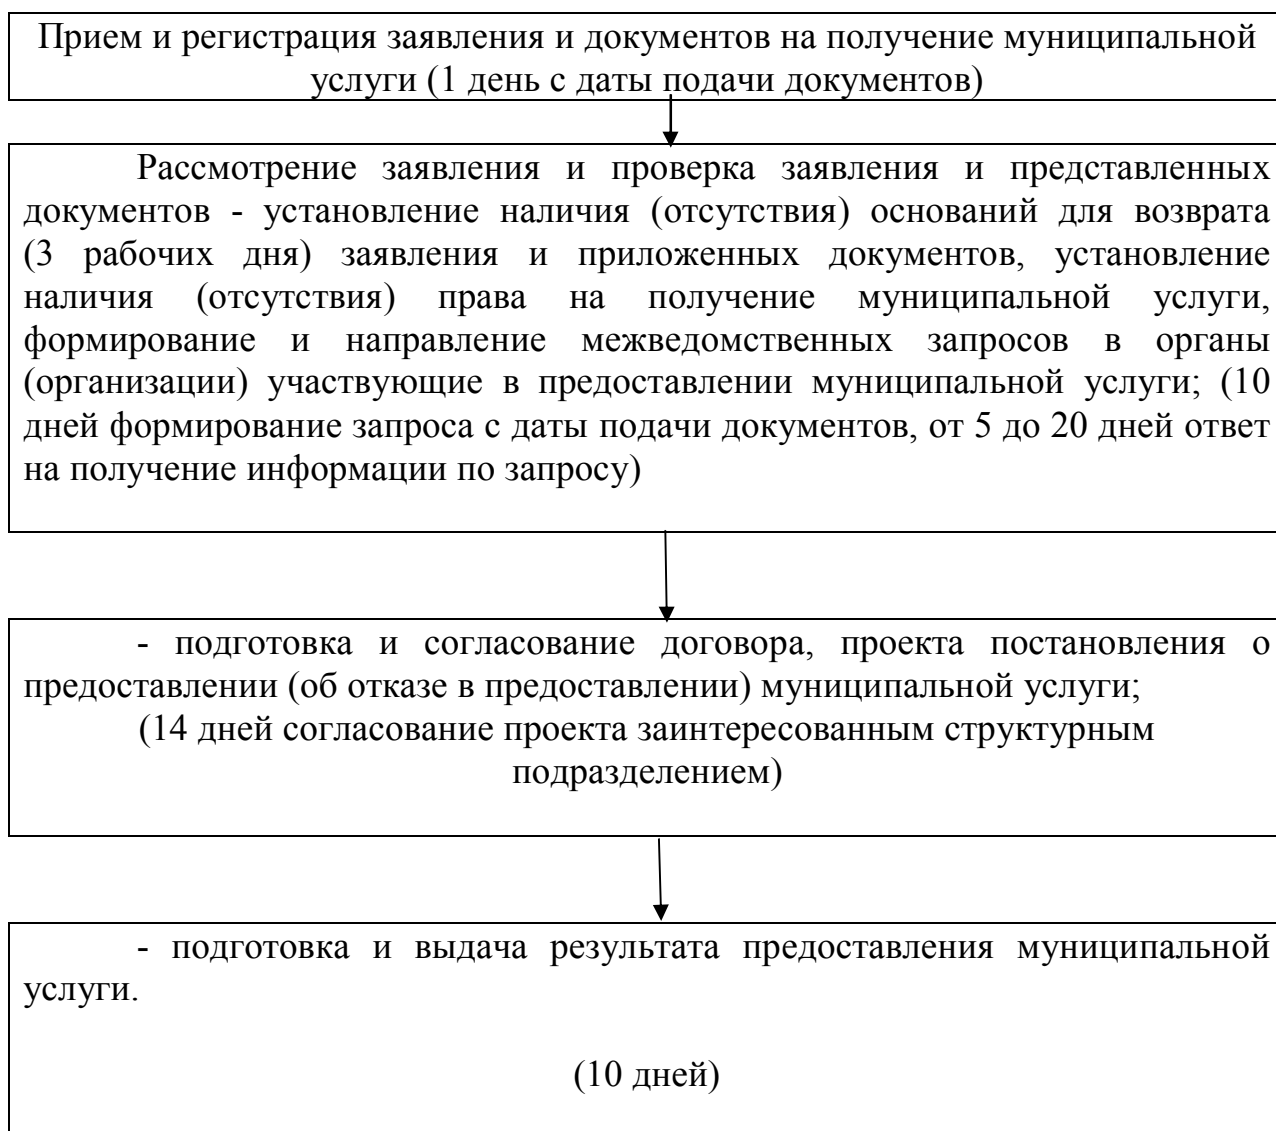 Прием и регистрация заявления и документов на получение муниципальной
услуги (1 день с даты подачи документов)
Рассмотрение заявления и проверка заявления и представленных
документов - установление наличия (отсутствия) оснований для возврата
(3 рабочих дня) заявления и приложенных документов, установление
наличия (отсутствия) права на получение муниципальной услуги,
формирование и направление межведомственных запросов в органы
(организации) участвующие в предоставлении муниципальной услуги; (10
дней формирование запроса с даты подачи документов, от 5 до 20 дней ответ
на получение информации по запросу)
- подготовка и согласование договора, проекта постановления о
предоставлении (об отказе в предоставлении) муниципальной услуги;
(14 дней согласование проекта заинтересованным структурным
подразделением)
- подготовка и выдача результата предоставления муниципальной
услуги.
(10 дней)